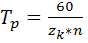 T_p = 60 / (z_k * n)